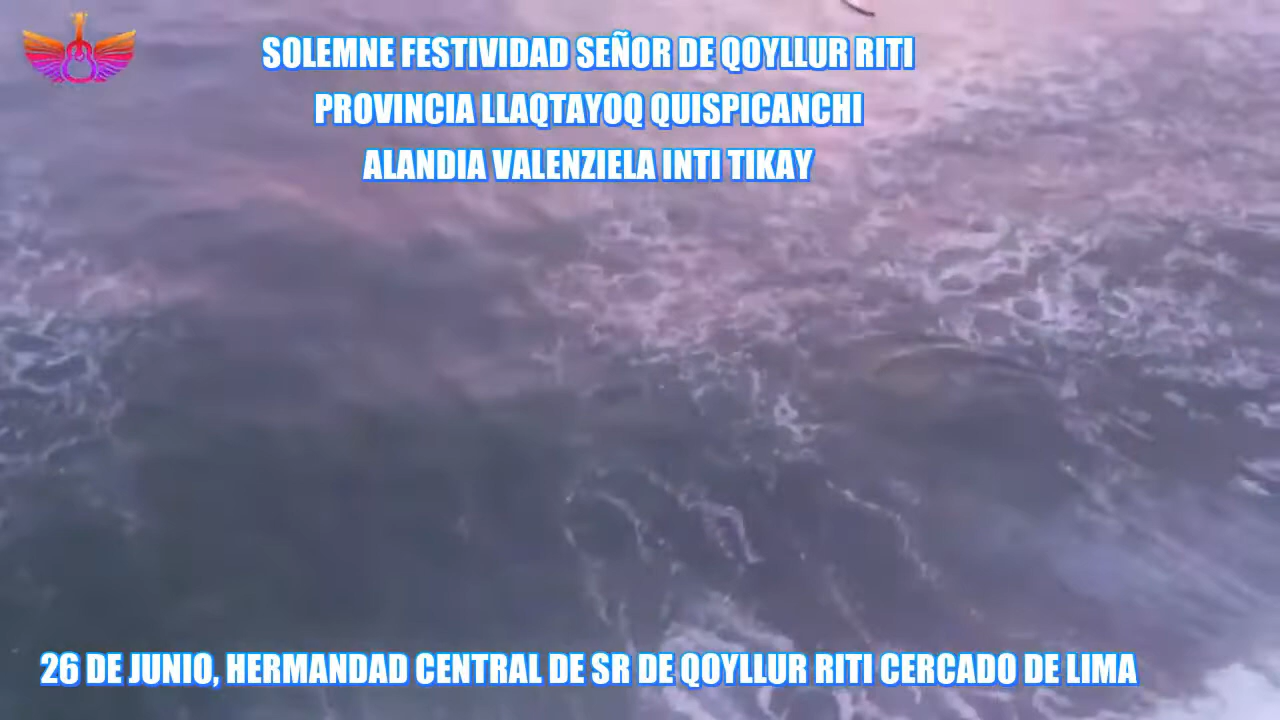 SOLEMNE FESTIVIDAD SEÑOR DE QOYLLUR RITI
PROVINCIA LLAQTAYOQ QUISPICANCHI
ALANDIA VALENZIELA INTI TIKAY
26 DE JUNIO, HERMANDAD CENTRAL DE SR DE QOYLLUR RITI CERCADO DE LIMA